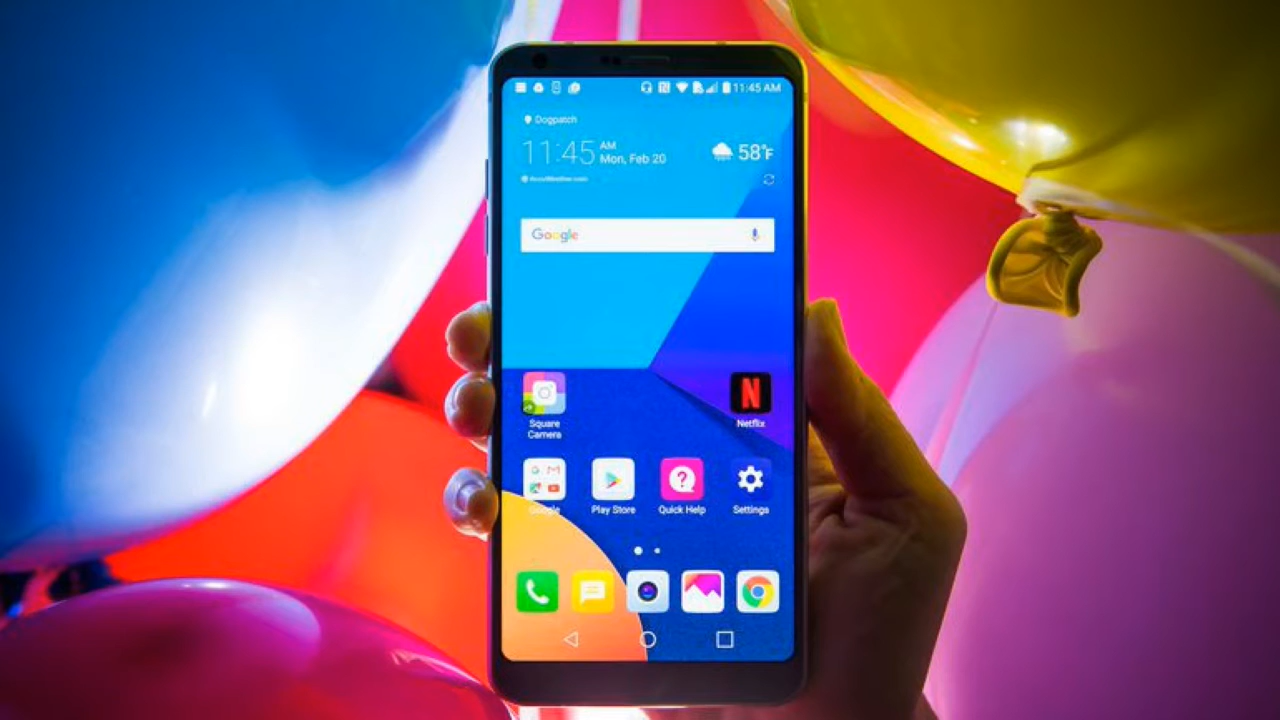 11:45 AM
Dogpatch
11:45 AM
Mon, Feb 20
58°F
Google
Square Camera
Netflix
Google
Play Store
Quick Help
Settings